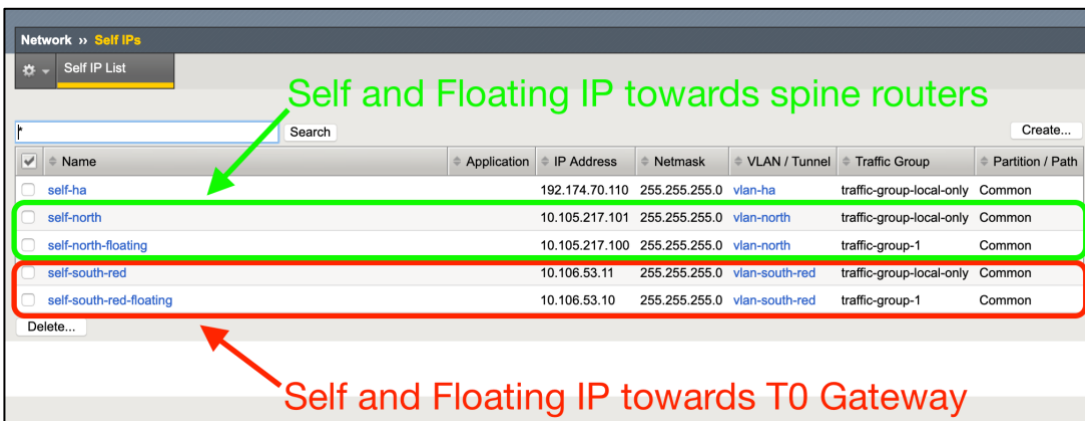 Network ›› Self IPs
Self IP List
Self and Floating IP towards spine routers
* Search Create...
Name Application IP Address Netmask VLAN / Tunnel Traffic Group Partition / Path
self-ha 192.174.70.110 255.255.255.0 vlan-ha traffic-group-local-only Common
self-north 10.105.217.101 255.255.255.0 vlan-north traffic-group-local-only Common
self-north-floating 10.105.217.100 255.255.255.0 vlan-north traffic-group-1 Common
self-south-red 10.106.53.11 255.255.255.0 vlan-south-red traffic-group-local-only Common
self-south-red-floating 10.106.53.10 255.255.255.0 vlan-south-red traffic-group-1 Common
Delete...
Self and Floating IP towards T0 Gateway